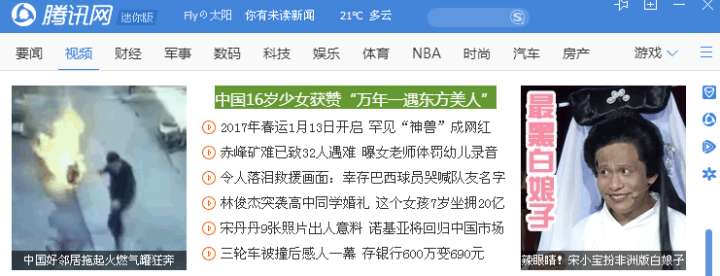 腾讯网 迷你版 Flyの太阳 你有未读新闻 21℃ 多云
要闻 视频 财经 军事 数码 科技 娱乐 体育 NBA 时尚 汽车 房产 游戏
中国16岁少女获赞“万年一遇东方美人”
2017年春运1月13日开启 罕见“神兽”成网红
赤峰矿难已致32人遇难 曝女老师体罚幼儿录音
令人落泪救援画面：幸存巴西球员哭喊队友名字
林俊杰突袭高中同学婚礼 这个女孩7岁坐拥20亿
宋丹丹9张照片出人意料 诺基亚将回归中国市场
三轮车被撞后感人一幕 存银行600万变690元
中国好邻居拖起火燃气罐狂奔
最黑白娘子
辣眼睛！宋小宝扮非洲版白娘子